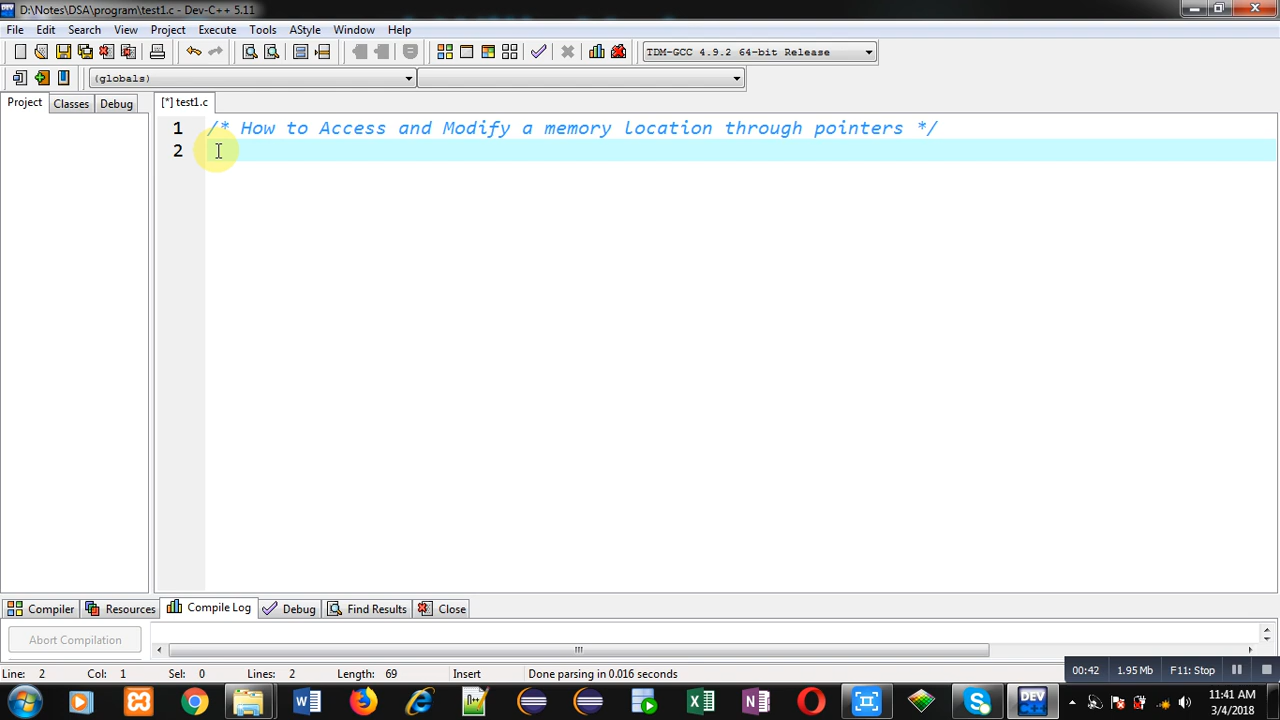 D:\Notes\DSA\program\test1.c - Dev-C++ 5.11
File Edit Search View Project Execute Tools AStyle Window Help
TDM-GCC 4.9.2 64-bit Release
(globals)
Project Classes Debug [*] test1.c
1 /* How to Access and Modify a memory location through pointers */
2
Compiler Resources Compile Log Debug Find Results Close
Abort Compilation
Line: 2 Col: 1 Sel: 0 Lines: 2 Length: 69 Insert Done parsing in 0.016 seconds
00:42 1.95 Mb F11: Stop
DEV
11:41 AM
3/4/2018